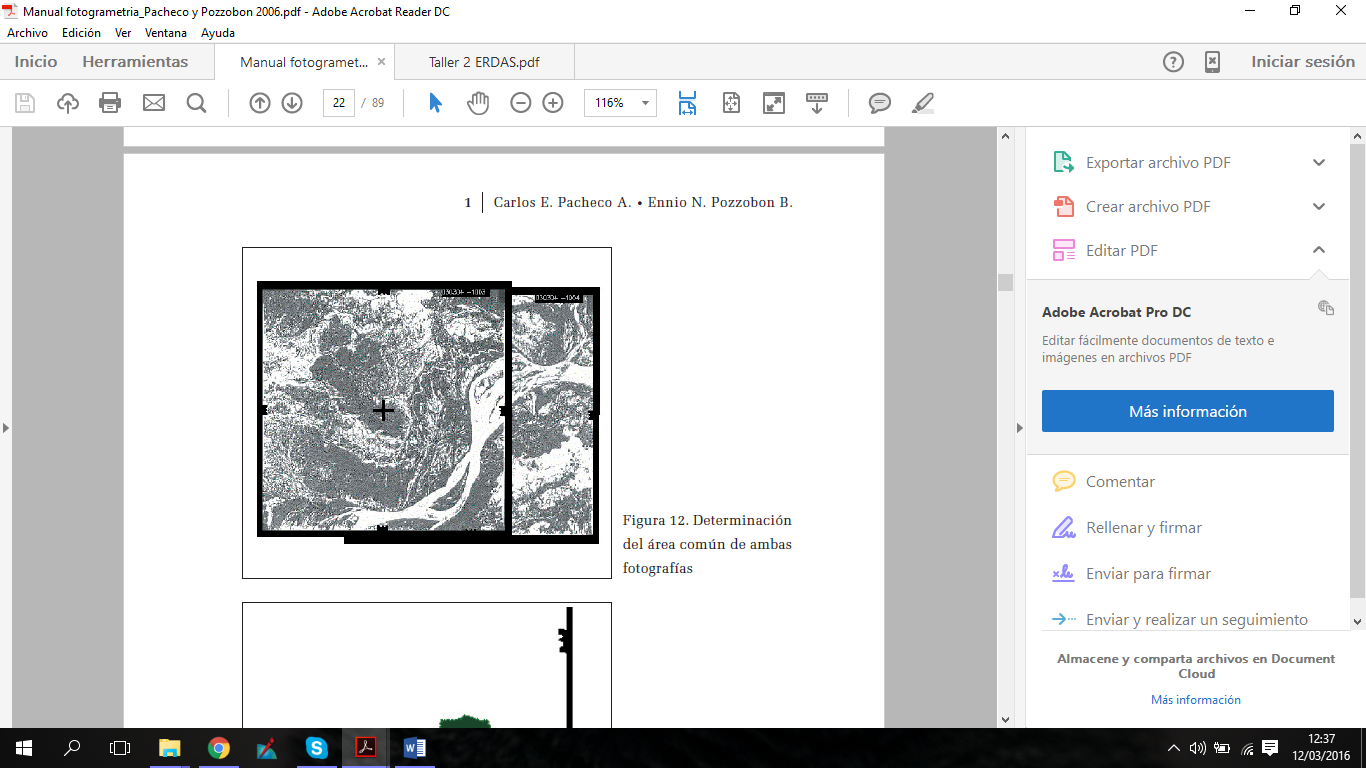 Manual fotogrametria_Pacheco y Pozzobon 2006.pdf - Adobe Acrobat Reader DC
Archivo Edición Ver Ventana Ayuda
Inicio Herramientas Manual fotogramet... Taller 2 ERDAS.pdf Iniciar sesión
22 / 89 116%
1 Carlos E. Pacheco A. • Ennio N. Pozzobon B.
Figura 12. Determinación
del área común de ambas
fotografías
Exportar archivo PDF
Crear archivo PDF
Editar PDF
Adobe Acrobat Pro DC
Editar fácilmente documentos de texto e
imágenes en archivos PDF
Más información
Comentar
Rellenar y firmar
Enviar para firmar
Enviar y realizar un seguimiento
Almacene y comparta archivos en Document
Cloud
Más información
12:37
12/03/2016